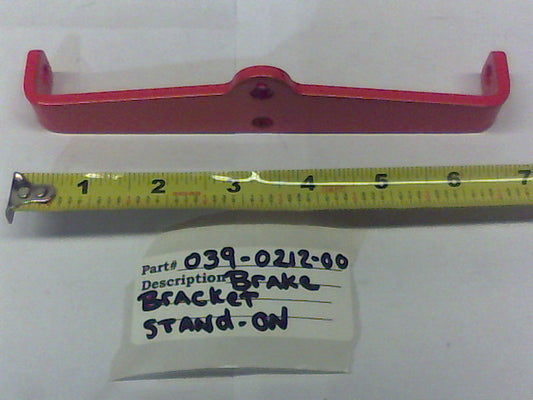 1 2 3 4 5 6 7
Part# 039-0212-00
Description Brake
Bracket
STANd-ON